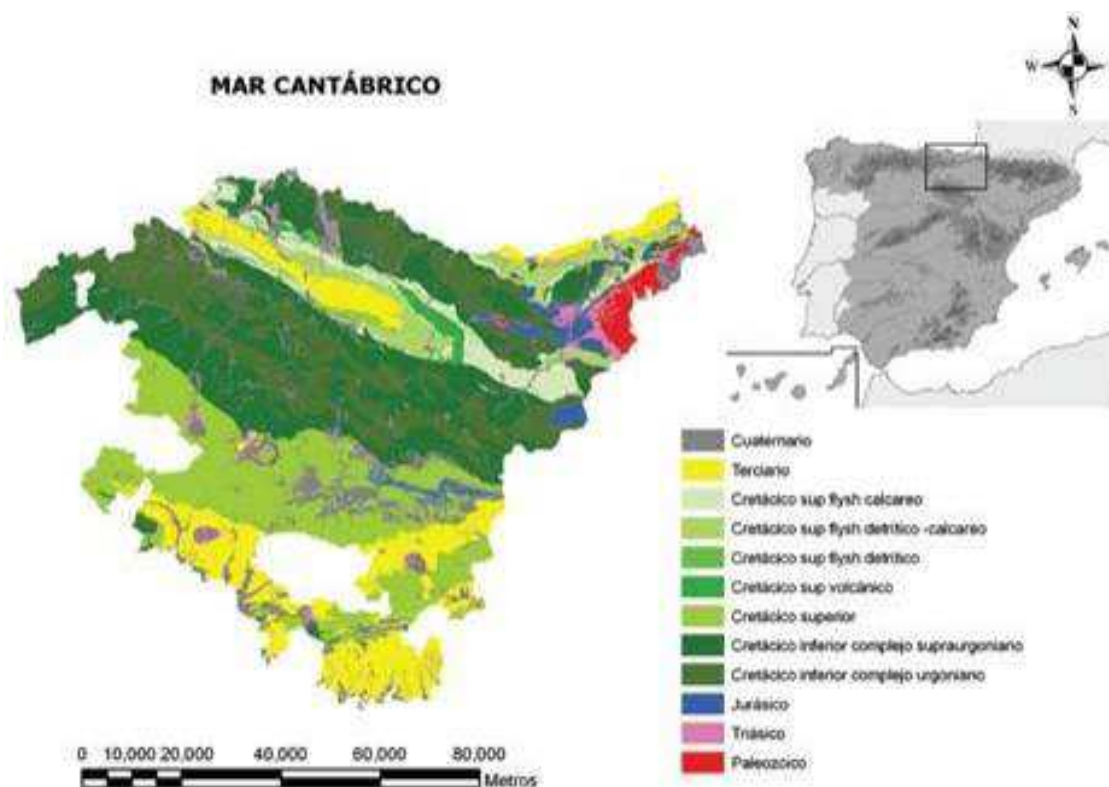 N
W
S
MAR CANTÁBRICO
Cuaternario
Terciario
Cretácico sup flysh calcareo
Cretácico sup flysh detrítico -calcareo
Cretácico sup flysh detrítico
Cretácico sup volcánico
Cretácico superior
Cretácico inferior complejo supraurgoniano
Cretácico inferior complejo urgoniano
Jurásico
Triásico
Paleozoico
0 10,000 20,000 40,000 60,000 80,000
Metros